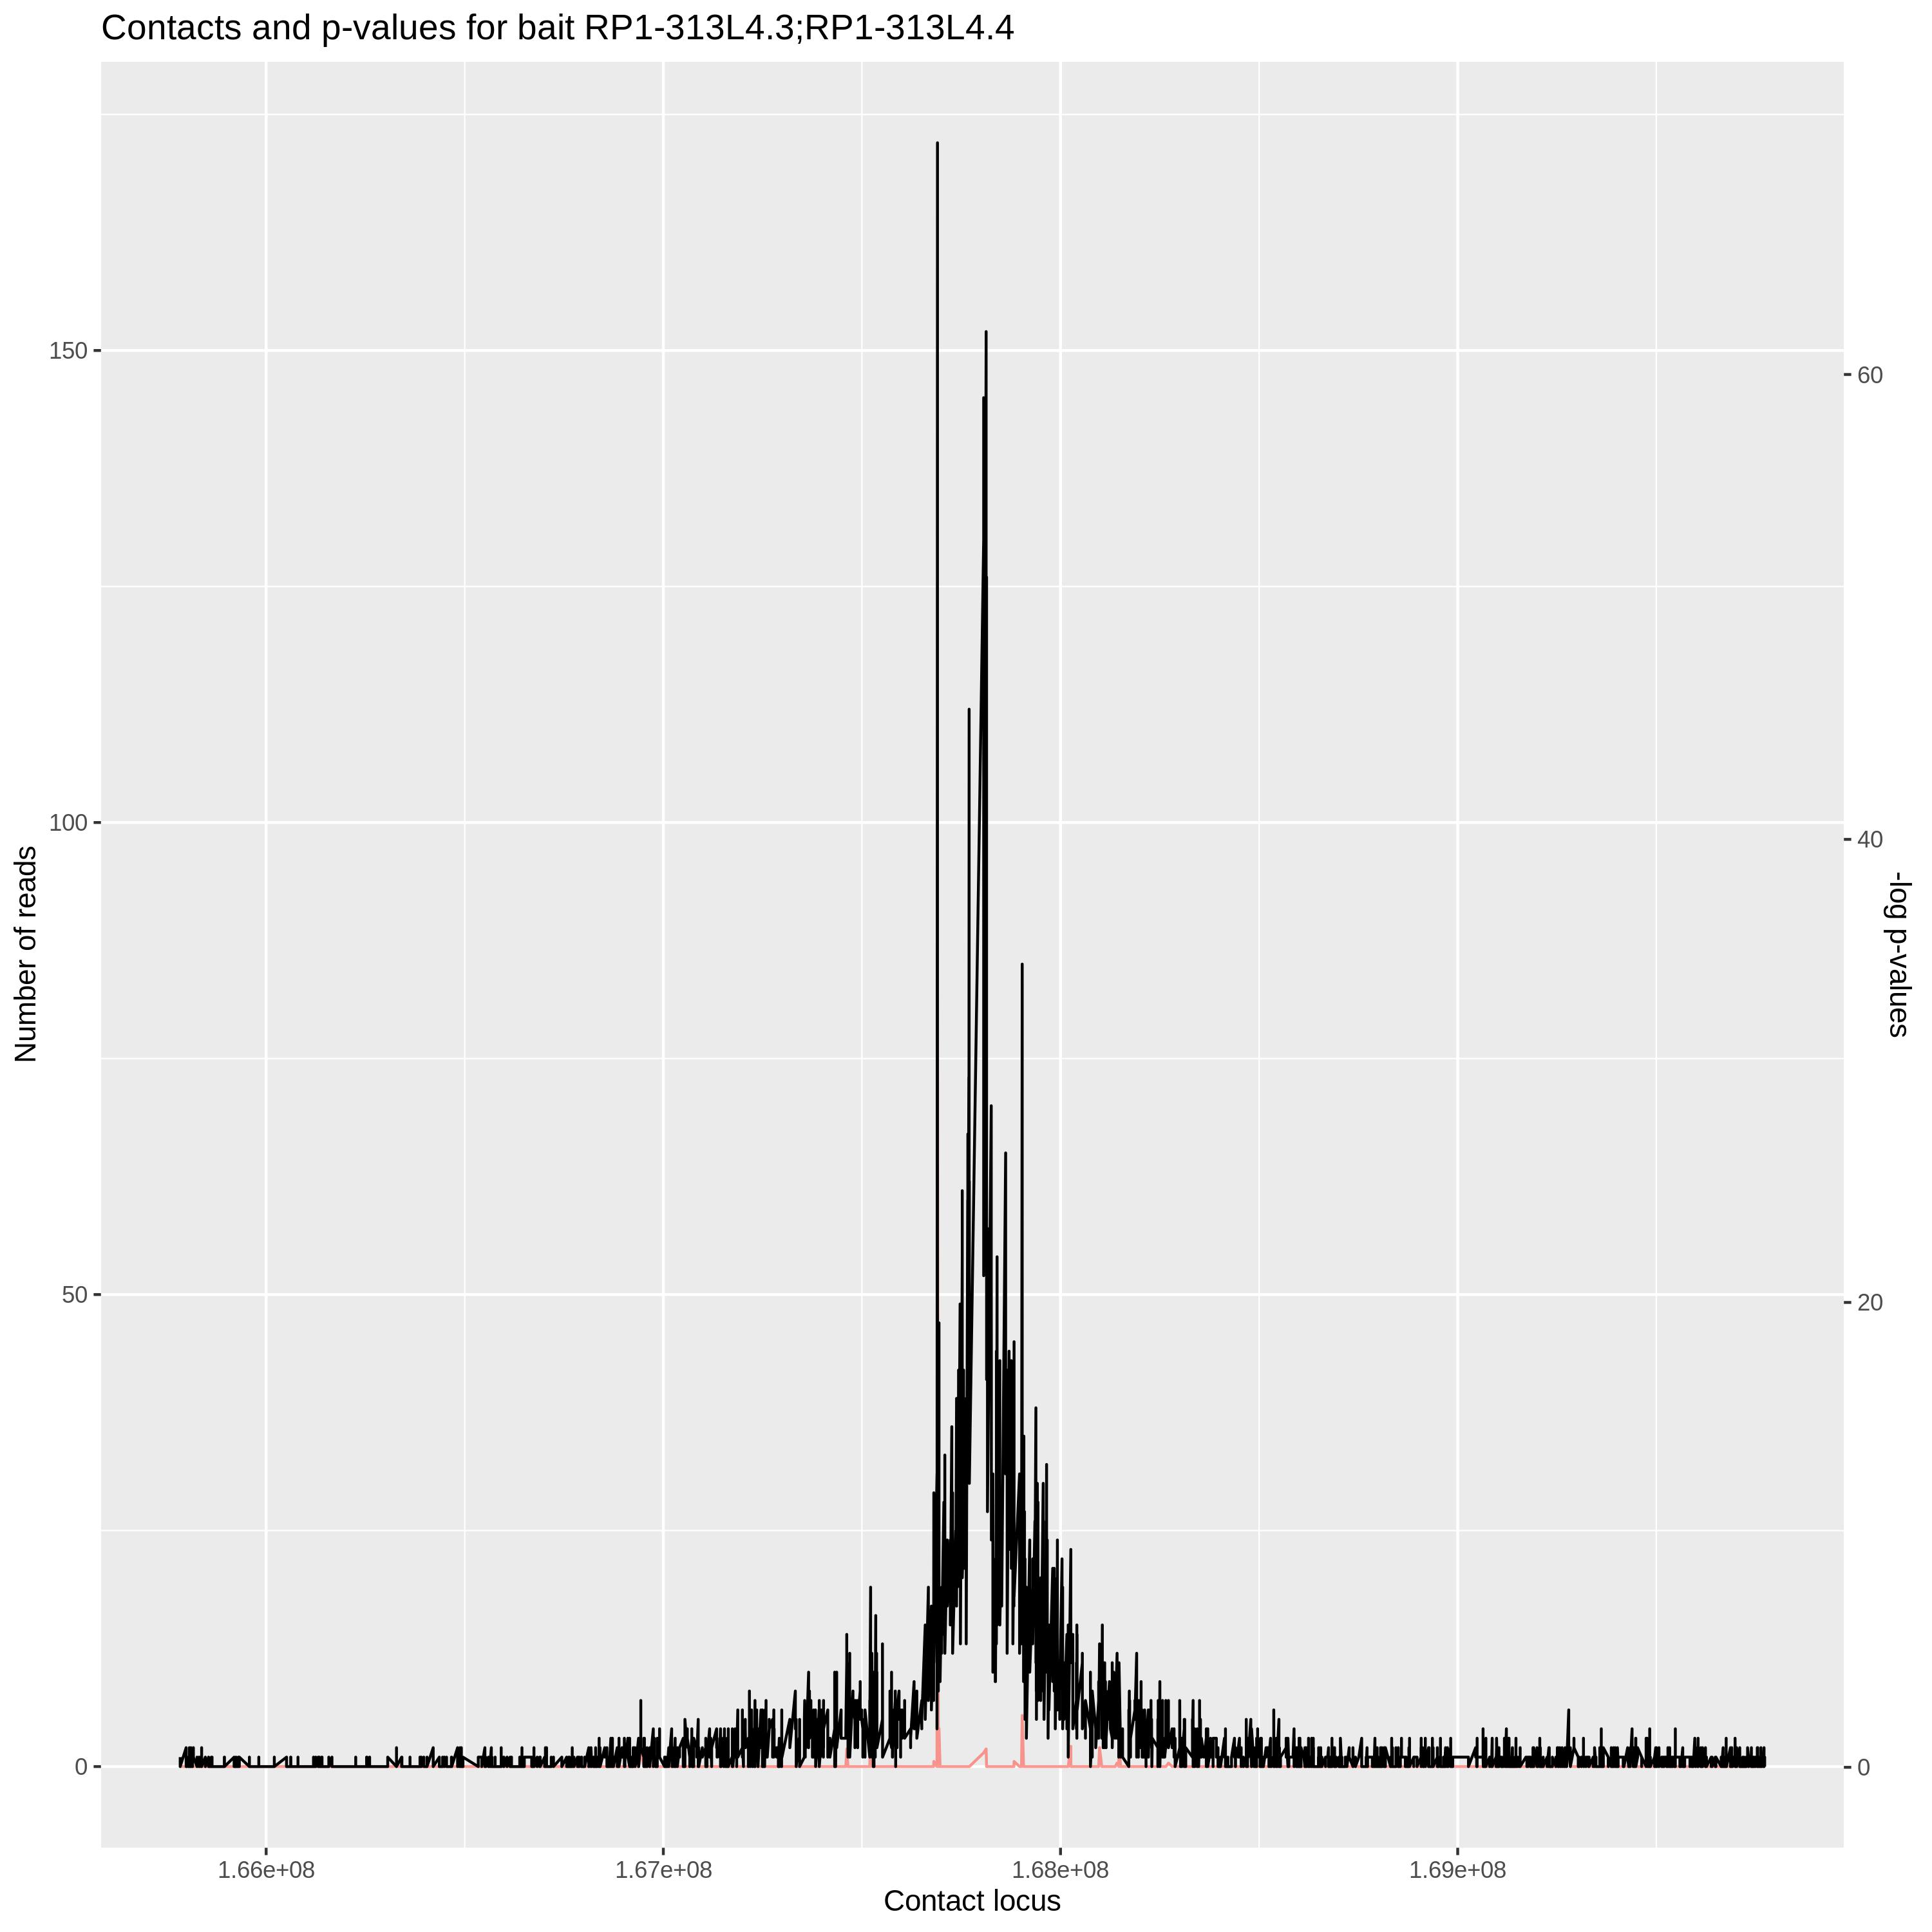 Contacts and p-values for bait RP1-313L4.3;RP1-313L4.4
150
100
50
0
Number of reads
60
40
20
0
-log p-values
1.66e+08
1.67e+08
1.68e+08
1.69e+08
Contact locus